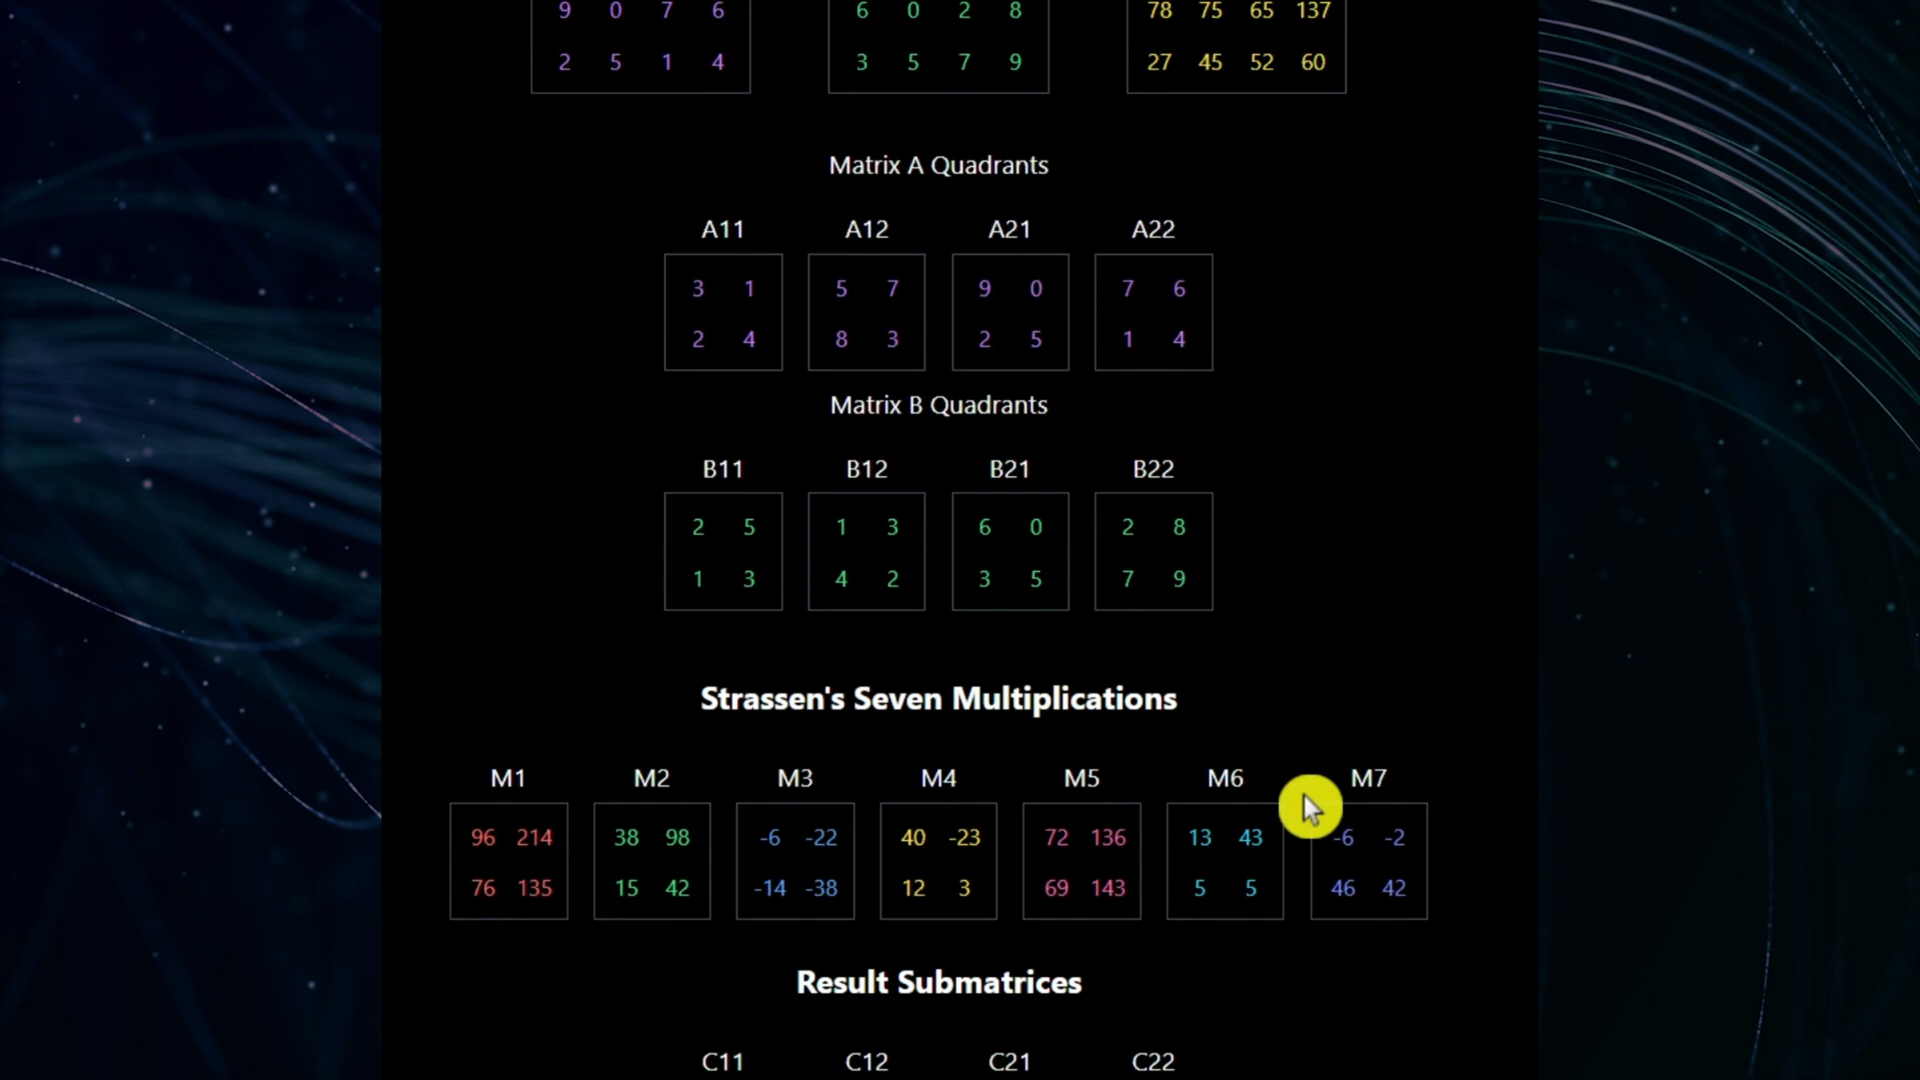 9 0 7 6 6 0 2 8 78 75 65 137
2 5 1 4 3 5 7 9 27 45 52 60
Matrix A Quadrants
A11 A12 A21 A22
3 1 5 7 9 0 7 6
2 4 8 3 2 5 1 4
Matrix B Quadrants
B11 B12 B21 B22
2 5 1 3 6 0 2 8
1 3 4 2 3 5 7 9
Strassen's Seven Multiplications
M1 M2 M3 M4 M5 M6 M7
96 214 38 98 -6 -22 40 -23 72 136 13 43 -6 -2
76 135 15 42 -14 -38 12 3 69 143 5 5 46 42
Result Submatrices
C11 C12 C21 C22